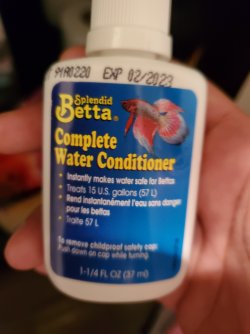 91A0220 EXP 02/2023
Splendid
Betta®
Complete
Water Conditioner
• Instantly makes water safe for Bettas
• Treats 15 U.S. gallons (57 L)
• Rend instantanément l'eau sans danger
pour les bettas
• Traite 57 L
To remove childproof safety cap:
Push down on cap while turning.
1-1/4 FL OZ (37 ml)